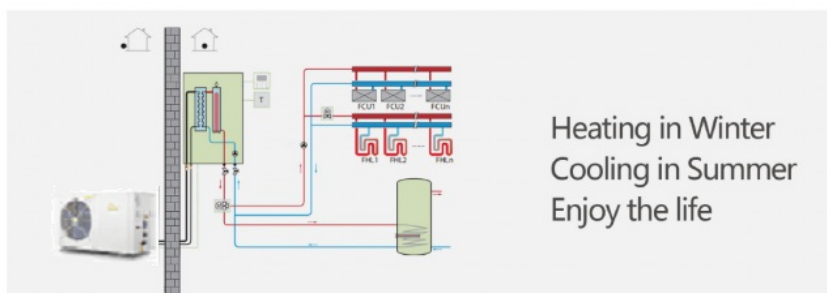 T
FCU1 FCU2 FCUn
FHL1 FHL2 FHLn
Heating in Winter
Cooling in Summer
Enjoy the life